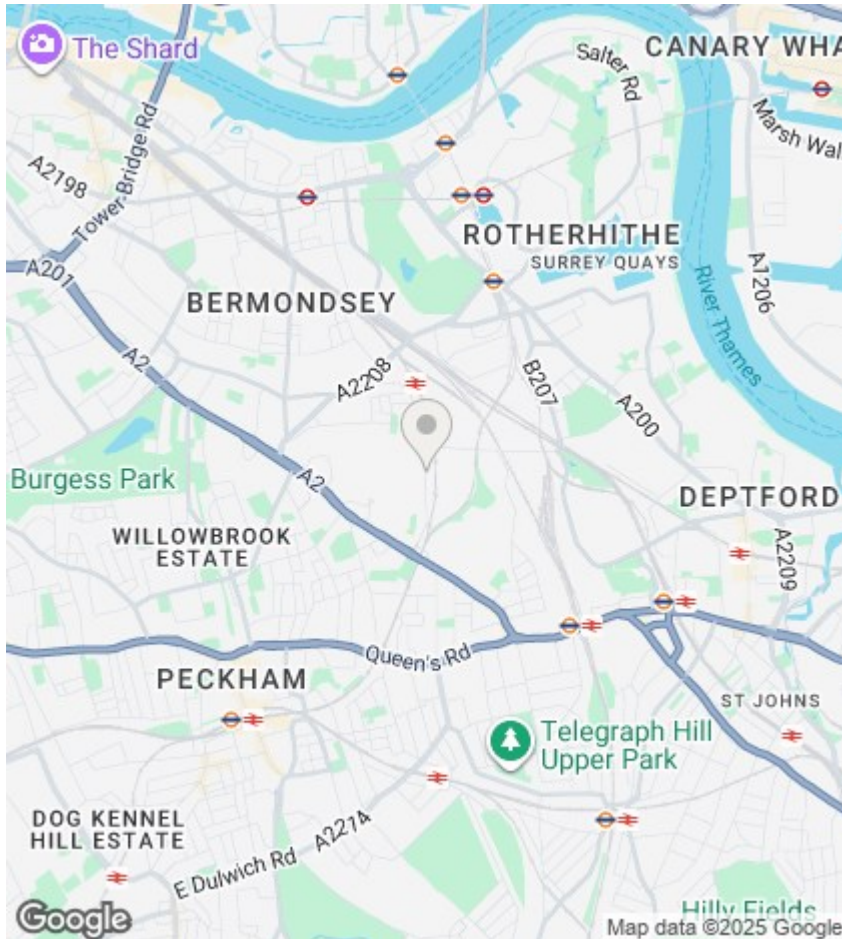 The Shard
CANARY WHA
Salter Rd
Marsh Wal
A2198
Tower Bridge Rd
A201
ROTHERHITHE
SURREY QUAYS
A1206
River Thames
BERMONDSEY
A2
A2208
B207
A200
Burgess Park
A2
DEPTFORD
WILLOWBROOK
ESTATE
A2209
Queen's Rd
PECKHAM
ST JOHNS
Telegraph Hill
Upper Park
DOG KENNEL
HILL ESTATE
A2214
E Dulwich Rd
Hilly Fields
Google
Map data ©2025 Google